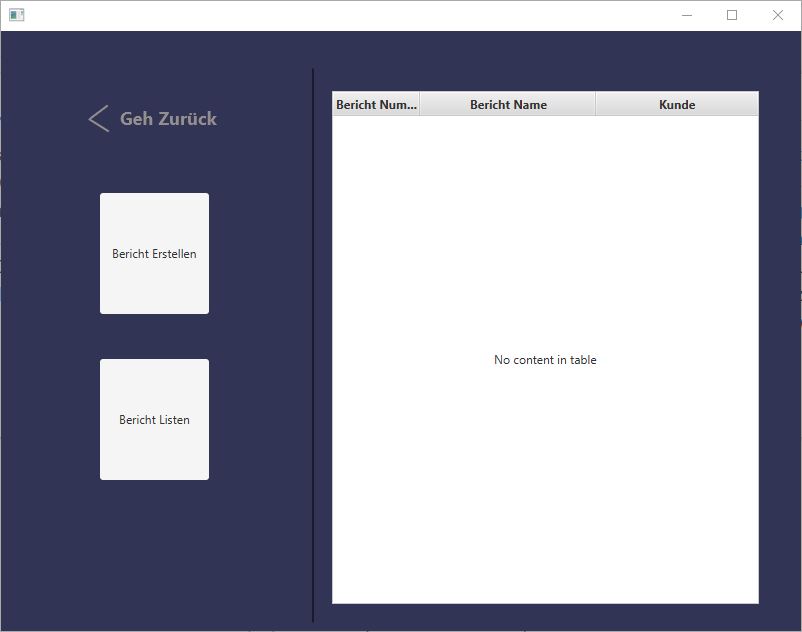 Geh Zurück
Bericht Erstellen
Bericht Listen
Bericht Num... Bericht Name Kunde
No content in table